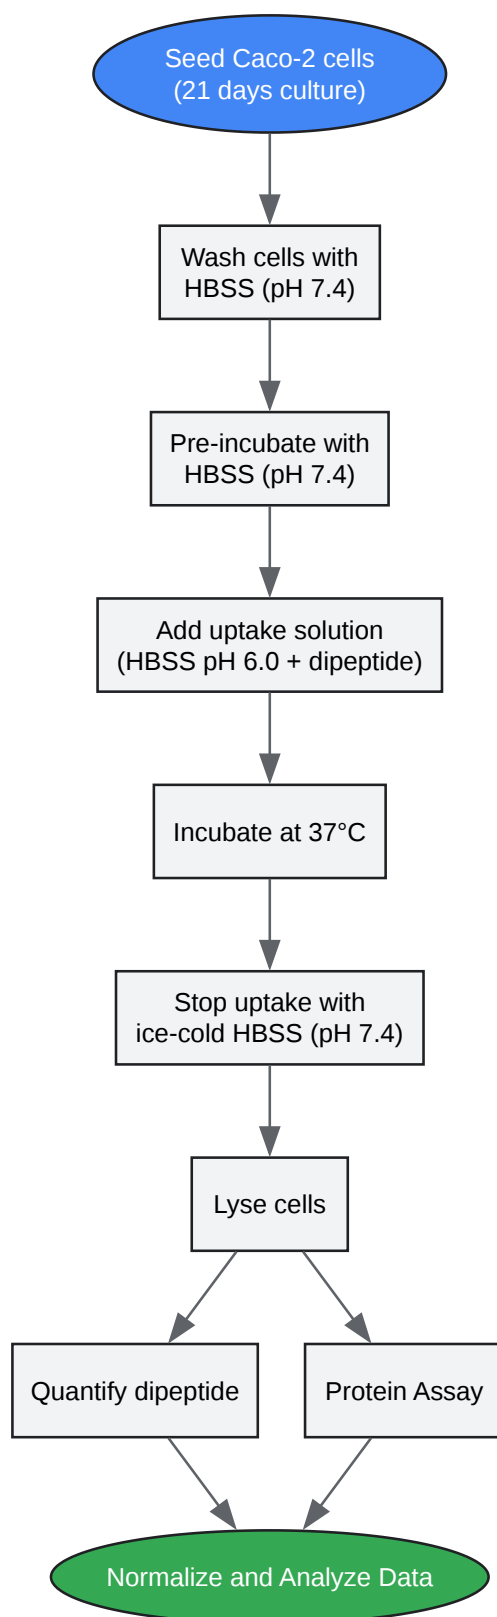 Seed Caco-2 cells
(21 days culture)
Wash cells with
HBSS (pH 7.4)
Pre-incubate with
HBSS (pH 7.4)
Add uptake solution
(HBSS pH 6.0 + dipeptide)
Incubate at 37°C
Stop uptake with
ice-cold HBSS (pH 7.4)
Lyse cells
Quantify dipeptide
Protein Assay
Normalize and Analyze Data